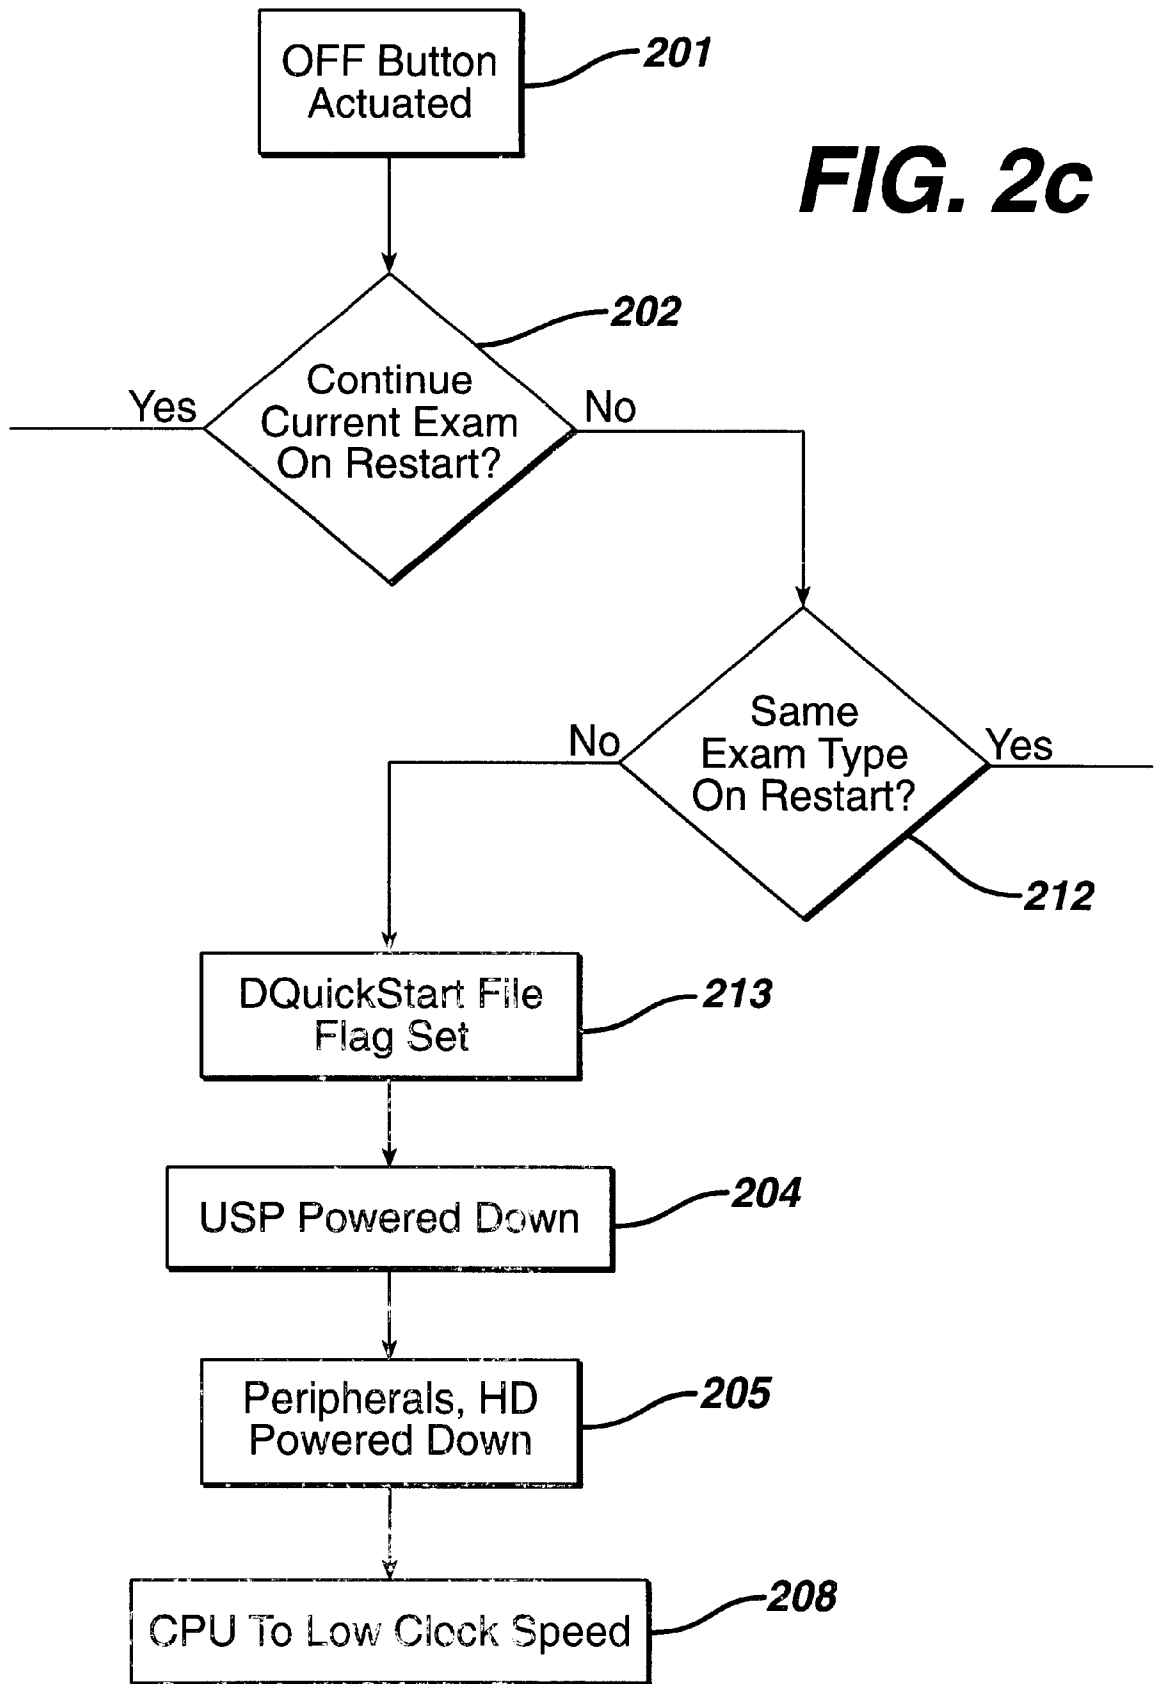 OFF Button
Actuated
201
FIG. 2c
202
Continue
Current Exam
On Restart?
Yes
No
Same
Exam Type
On Restart?
No
Yes
212
DQuickStart File
Flag Set
213
USP Powered Down
204
Peripherals, HD
Powered Down
205
CPU To Low Clock Speed
208